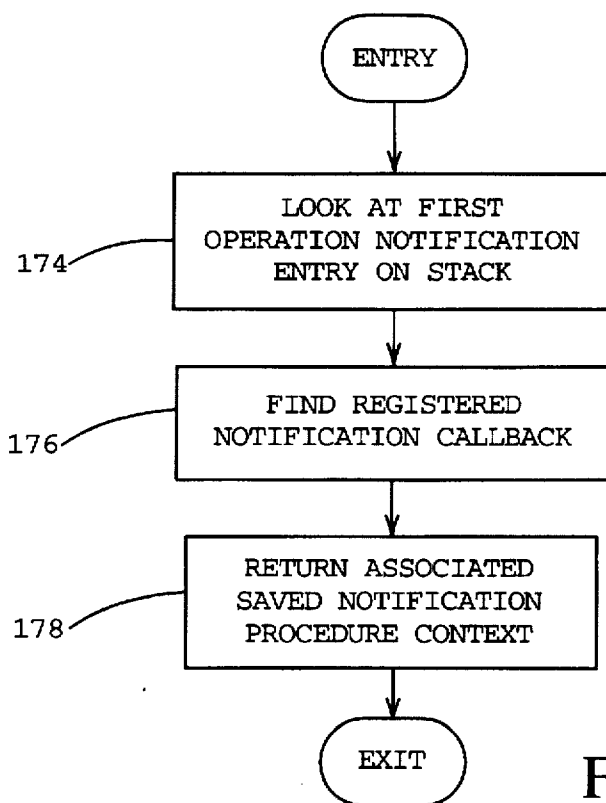 ENTRY
LOOK AT FIRST
OPERATION NOTIFICATION
ENTRY ON STACK
174
FIND REGISTERED
NOTIFICATION CALLBACK
176
RETURN ASSOCIATED
SAVED NOTIFICATION
PROCEDURE CONTEXT
178
EXIT
F